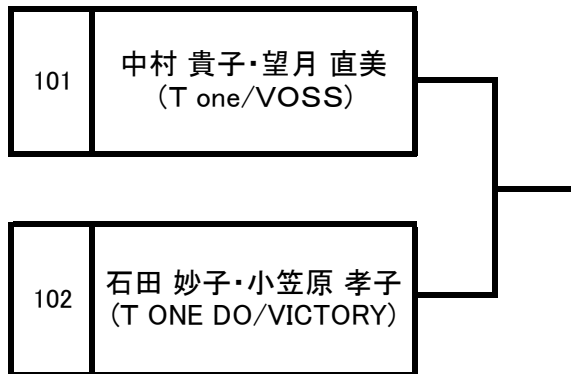 101
中村 貴子・望月 直美
(T one/VOSS)
102
石田 妙子・小笠原 孝子
(T ONE DO/VICTORY)